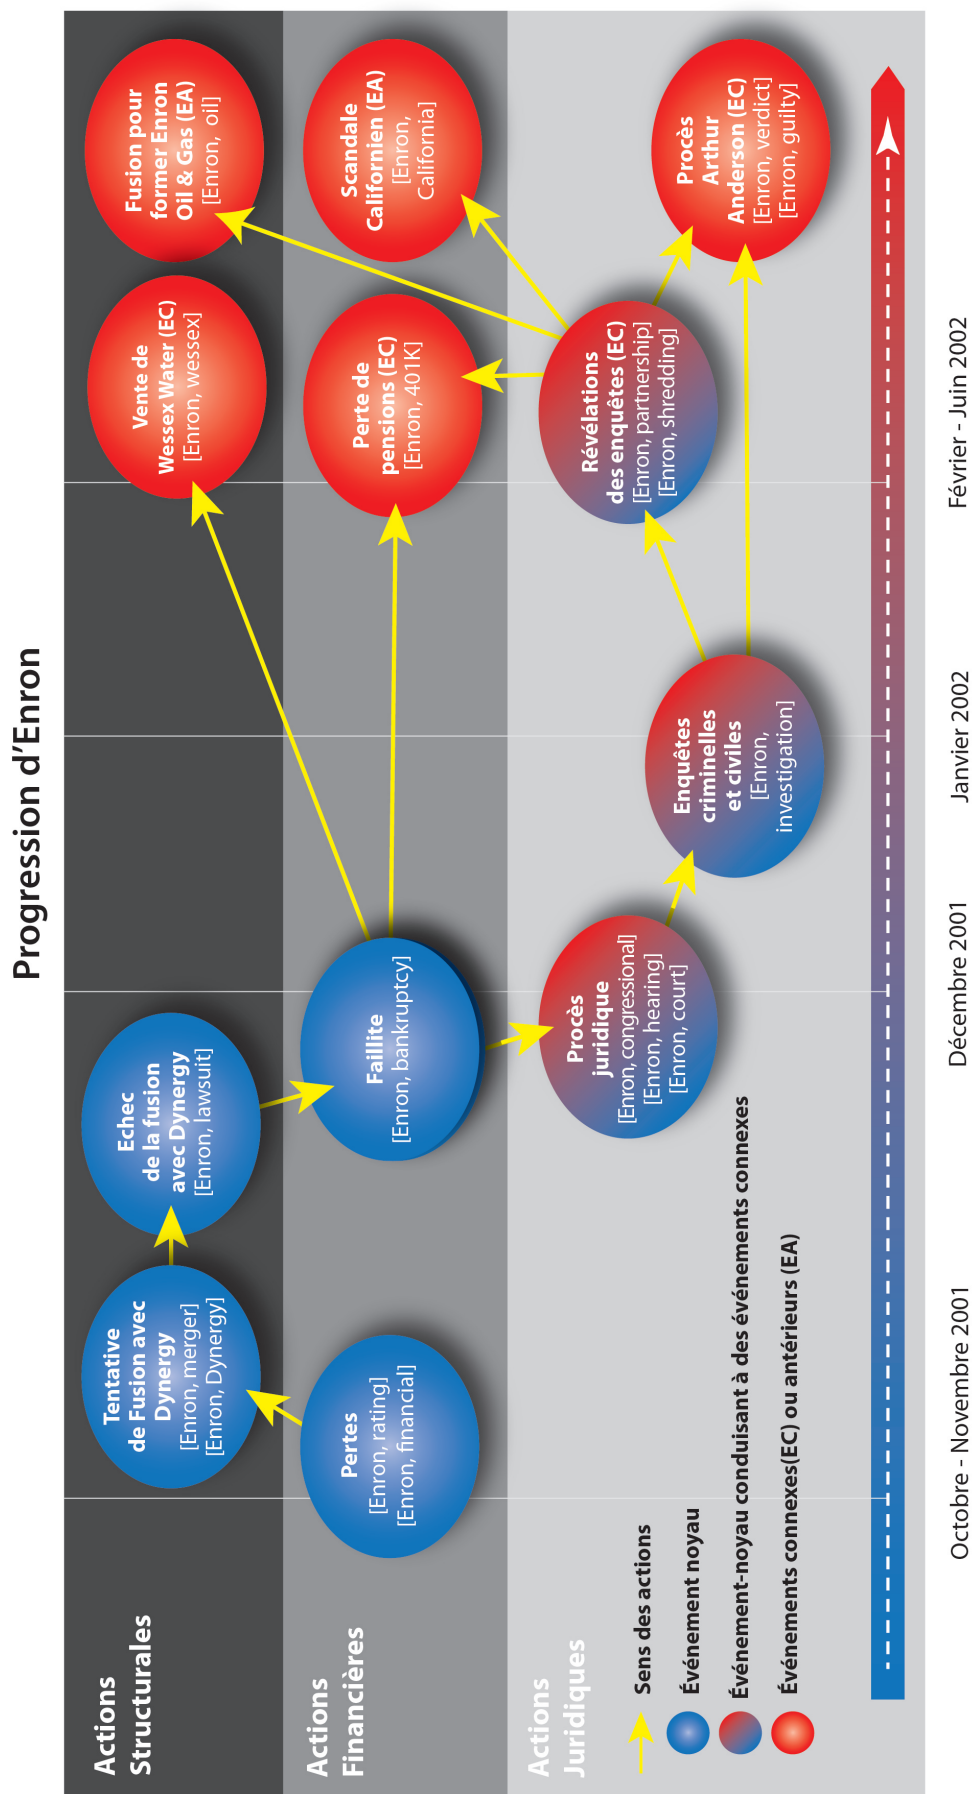 Progression d'Enron
Actions
Structurales
Tentative
de Fusion avec
Dynergy
[Enron, merger]
[Enron, Dynergy]
Echec
de la fusion
avec Dynergy
[Enron, lawsuit]
Vente de
Wessex Water (EC)
[Enron, wessex]
Fusion pour
former Enron
Oil & Gas (EA)
[Enron, oil]
Actions
Financières
Pertes
[Enron, rating]
[Enron, financial]
Faillite
[Enron, bankruptcy]
Perte de
pensions (EC)
[Enron, 401K]
Scandale
Californien (EA)
[Enron,
California]
Actions
Juridiques
Procès
juridique
[Enron, congressional]
[Enron, hearing]
[Enron, court]
Enquêtes
criminelles
et civiles
[Enron,
investigation]
Révélations
des enquêtes (EC)
[Enron, partnership]
[Enron, shredding]
Procès
Arthur
Anderson (EC)
[Enron, verdict]
[Enron, guilty]
Sens des actions
Événement noyau
Événement-noyau conduisant à des événements connexes
Événements connexes(EC) ou antérieurs (EA)
Octobre - Novembre 2001
Décembre 2001
Janvier 2002
Février - Juin 2002